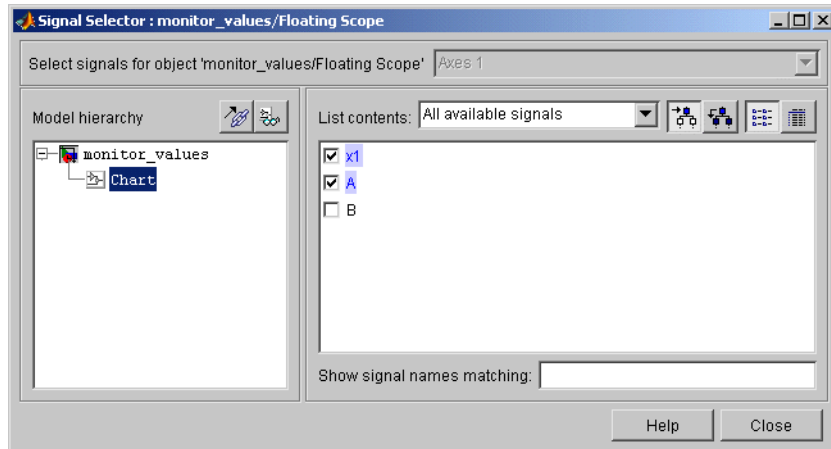 Signal Selector : monitor_values/Floating Scope
Select signals for object 'monitor_values/Floating Scope' Axes 1
Model hierarchy
monitor_values
Chart
List contents: All available signals
x1
A
B
Show signal names matching:
Help Close